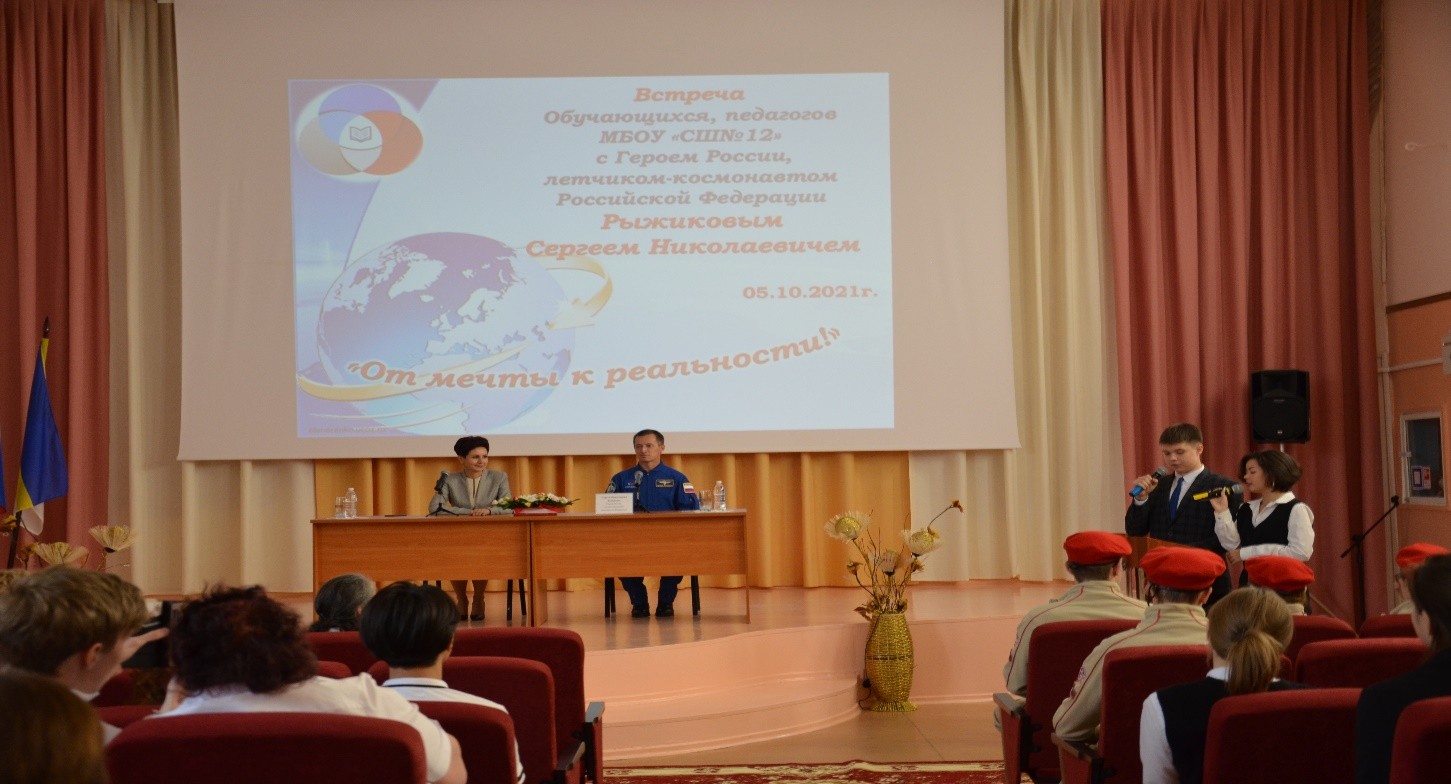 Встреча
Обучающихся, педагогов
МБОУ «СШ№12»
с Героем России,
летчиком-космонавтом
Российской Федерации
Рыжиковым
Сергеем Николаевичем
05.10.2021г.
«От мечты к реальности!»